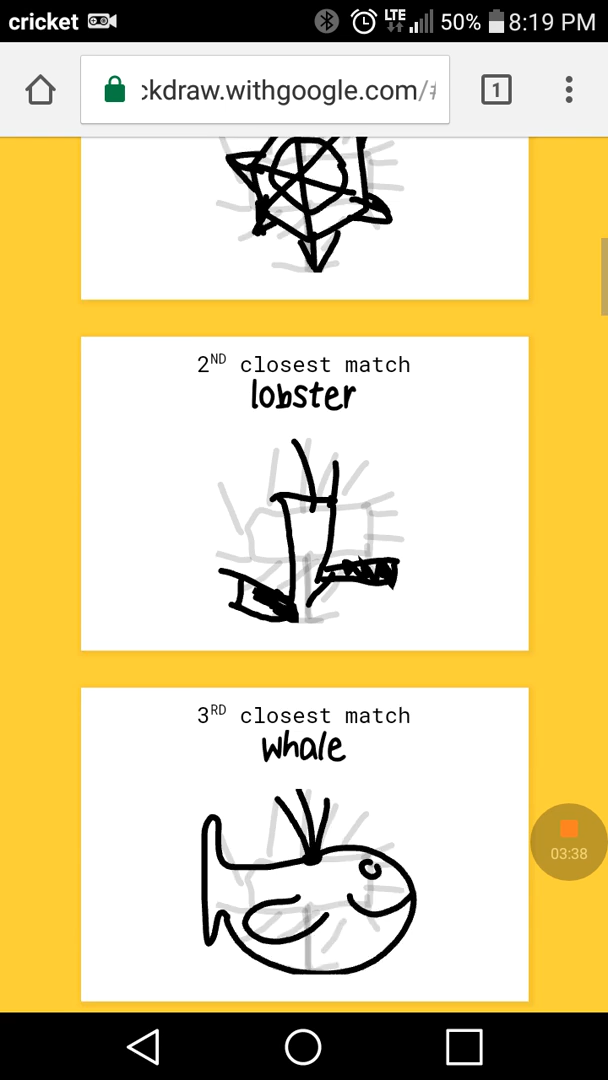 cricket LTE 50% 8:19 PM
ckdraw.withgoogle.com/#
1
2ND closest match
lobster
3RD closest match
whale
03:38